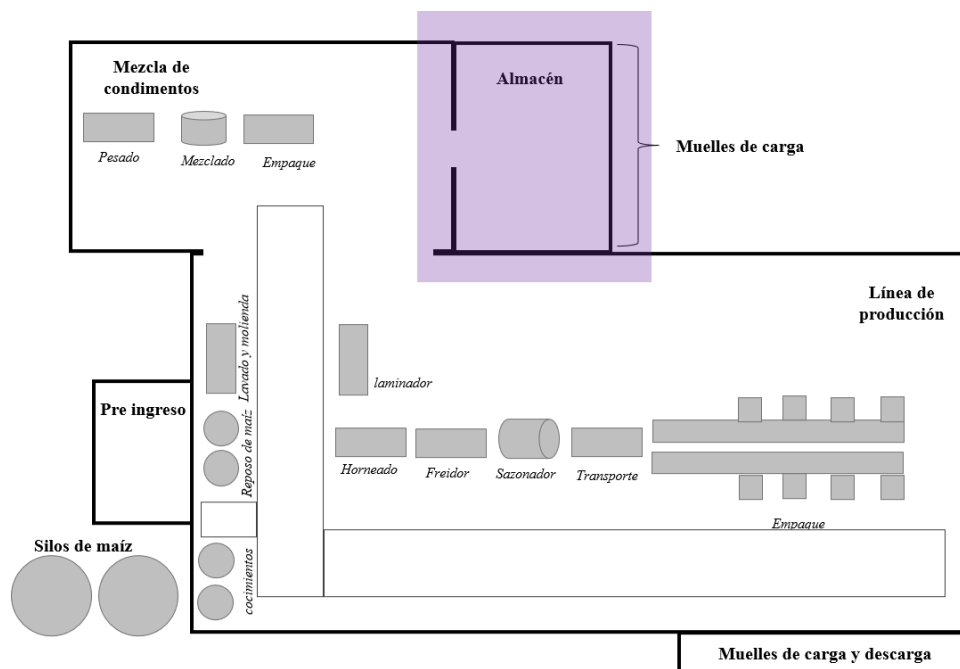 Mezcla de
condimentos
Almacén
Pesado
Mezclado
Empaque
Muelles de carga
Línea de
producción
Lavado y molienda
laminador
Pre ingreso
Reposo de maíz
Horneado
Freidor
Sazonador
Transporte
Empaque
Silos de maíz
cocimientos
Muelles de carga y descarga